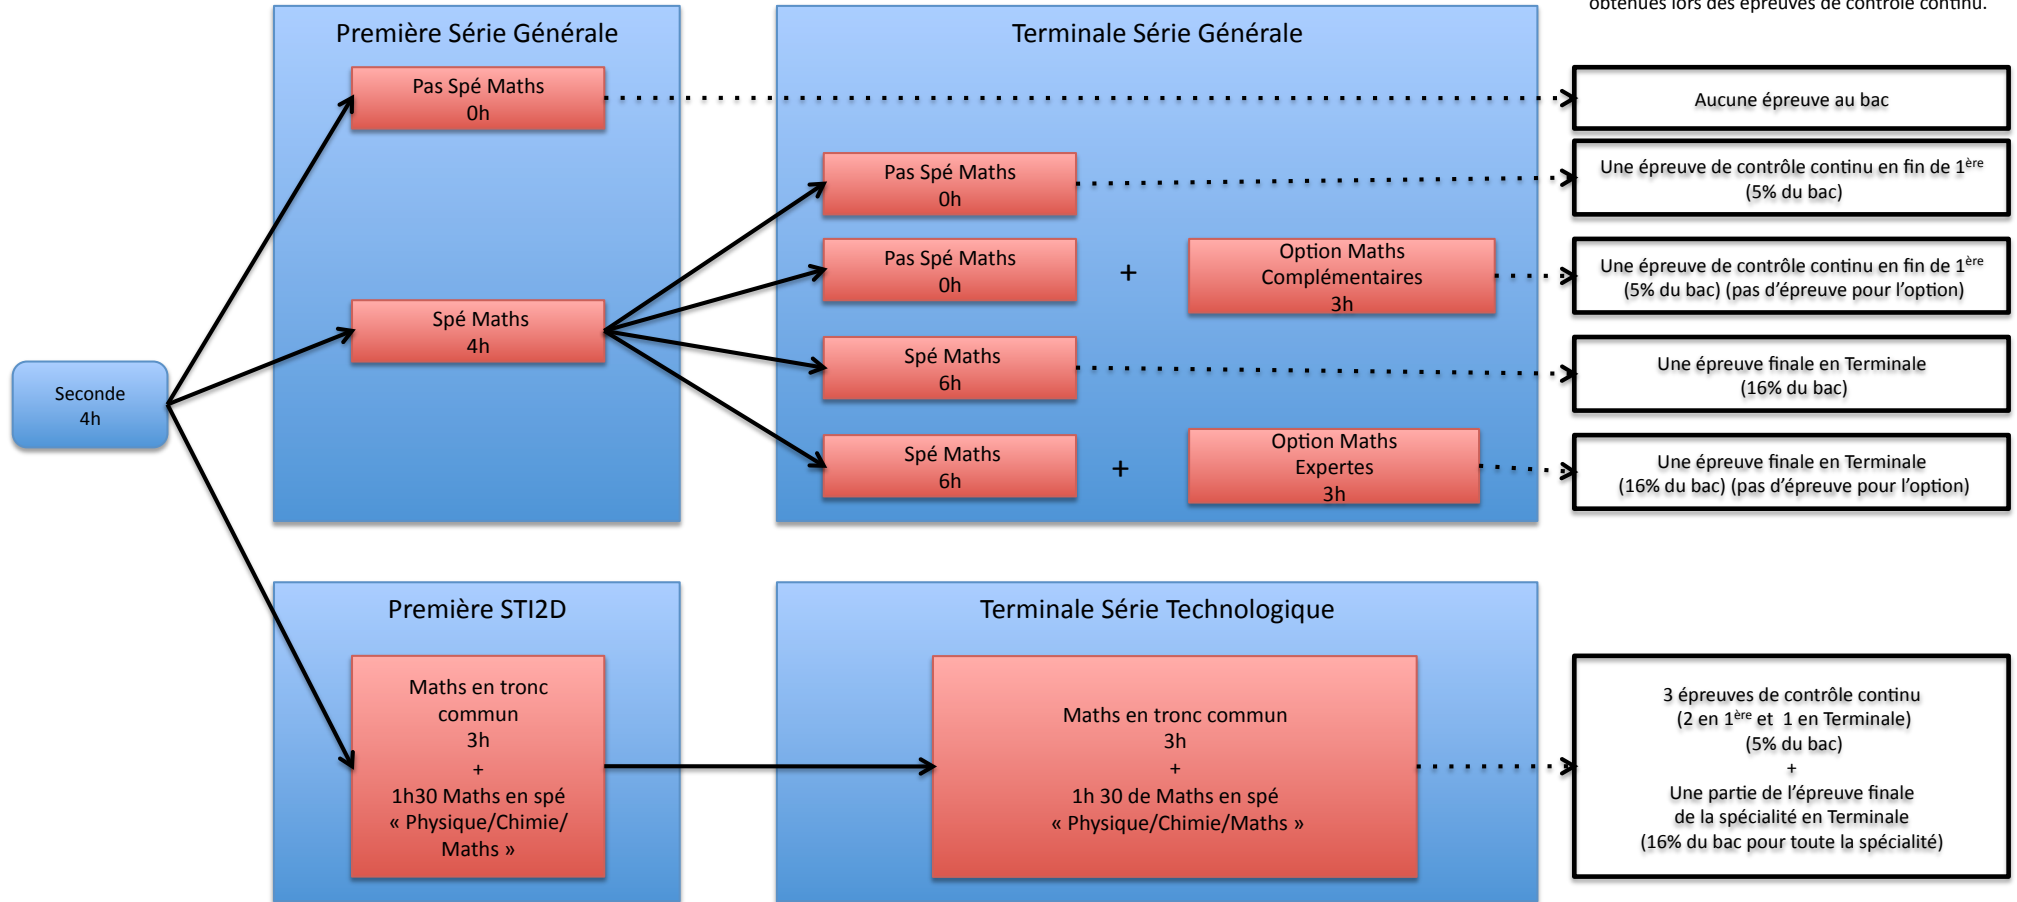 obtenues lors des épreuves de contrôle continu.
Première Série Générale
Terminale Série Générale
Pas Spé Maths
0h
Aucune épreuve au bac
Pas Spé Maths
0h
Une épreuve de contrôle continu en fin de 1ère
(5% du bac)
Pas Spé Maths
0h
+
Option Maths
Complémentaires
3h
Une épreuve de contrôle continu en fin de 1ère
(5% du bac) (pas d’épreuve pour l’option)
Spé Maths
4h
Spé Maths
6h
Une épreuve finale en Terminale
(16% du bac)
Seconde
4h
Spé Maths
6h
+
Option Maths
Expertes
3h
Une épreuve finale en Terminale
(16% du bac) (pas d’épreuve pour l’option)
Première STI2D
Terminale Série Technologique
Maths en tronc
commun
3h
+
1h30 Maths en spé
« Physique/Chimie/
Maths »
Maths en tronc commun
3h
+
1h 30 de Maths en spé
« Physique/Chimie/Maths »
3 épreuves de contrôle continu
(2 en 1ère et 1 en Terminale)
(5% du bac)
+
Une partie de l’épreuve finale
de la spécialité en Terminale
(16% du bac pour toute la spécialité)